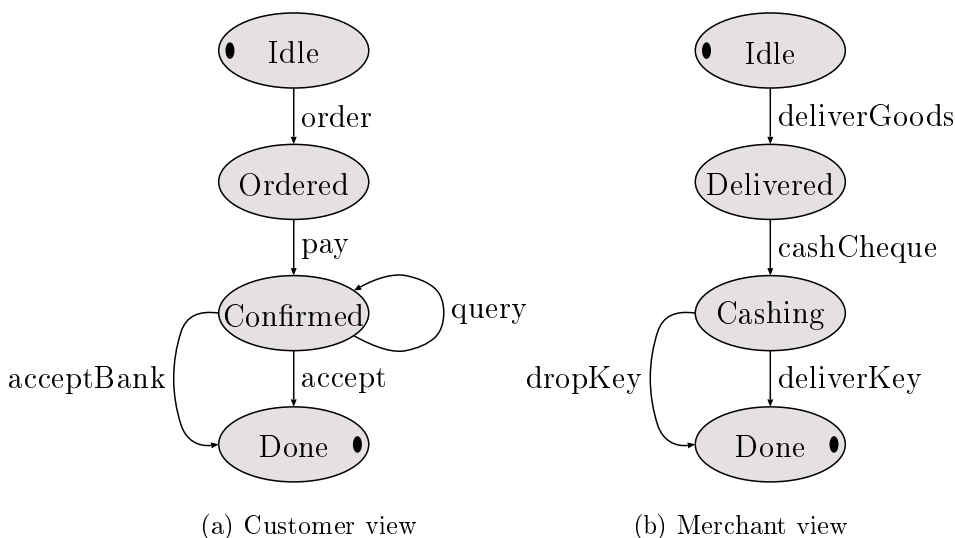 Idle
order
Ordered
pay
Confirmed
query
acceptBank
accept
Done
(a) Customer view
Idle
deliverGoods
Delivered
cashCheque
Cashing
dropKey
deliverKey
Done
(b) Merchant view